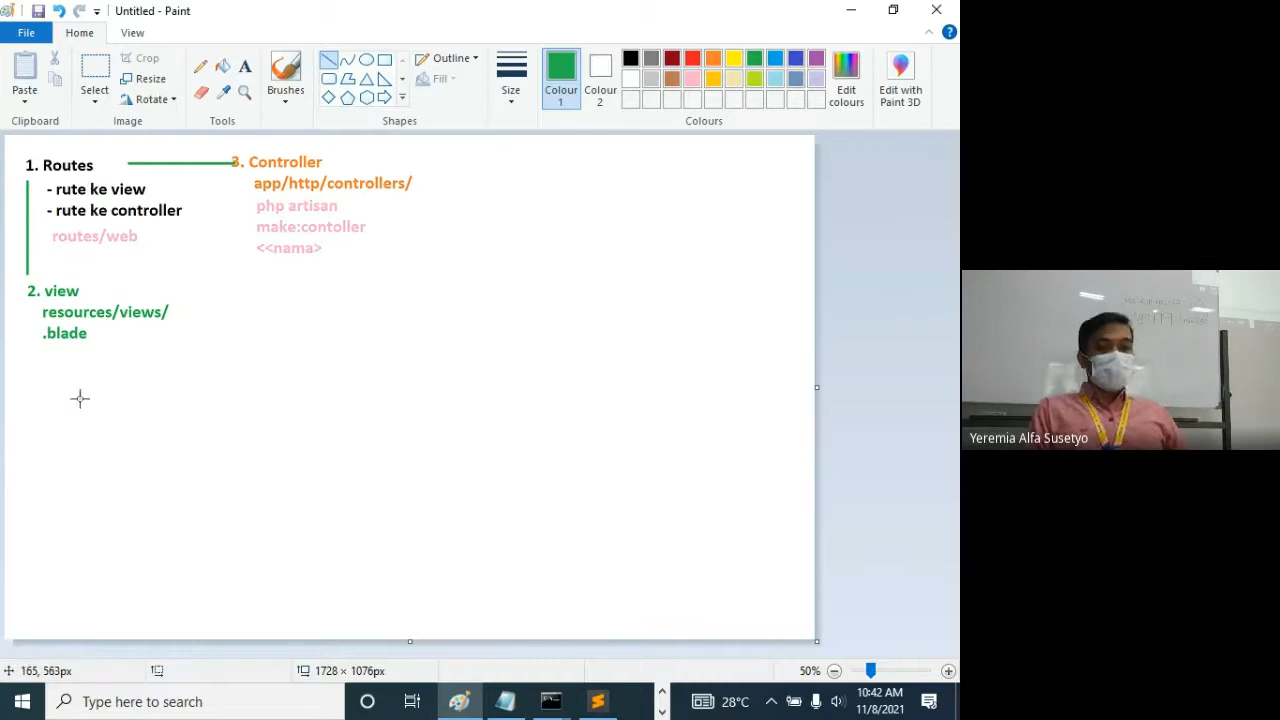 Untitled - Paint
File
Home
View
Paste
Clipboard
Select
Crop
Resize
Rotate
Image
Tools
Brushes
Outline
Fill
Shapes
Size
Colour 1
Colour 2
Edit colours
Colours
Edit with Paint 3D
1. Routes
- rute ke view
- rute ke controller
routes/web
2. view
resources/views/
.blade
3. Controller
app/http/controllers/
php artisan
make:contoller
<<nama>
Yeremia Alfa Susetyo
165, 563px
1728 × 1076px
50%
Type here to search
28°C
10:42 AM
11/8/2021